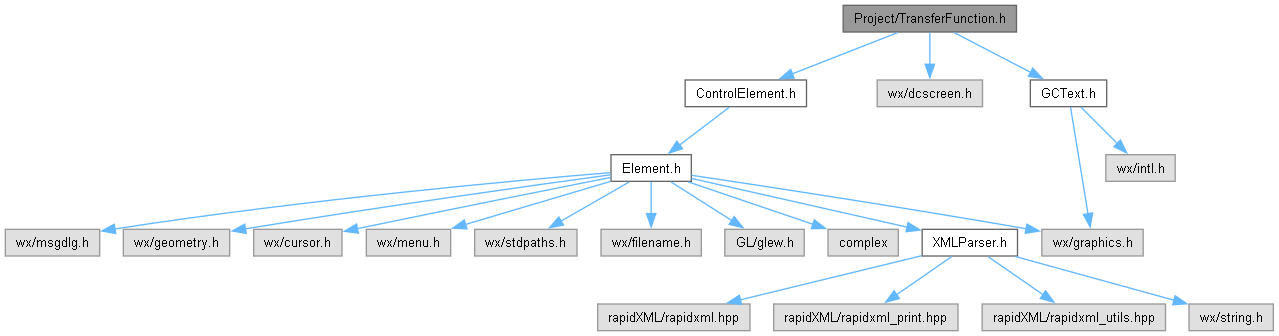 Project/TransferFunction.h
ControlElement.h
wx/dcscreen.h
GCText.h
Element.h
wx/intl.h
wx/msgdlg.h
wx/geometry.h
wx/cursor.h
wx/menu.h
wx/stdpaths.h
wx/filename.h
GL/glew.h
complex
XMLParser.h
wx/graphics.h
rapidXML/rapidxml.hpp
rapidXML/rapidxml_print.hpp
rapidXML/rapidxml_utils.hpp
wx/string.h